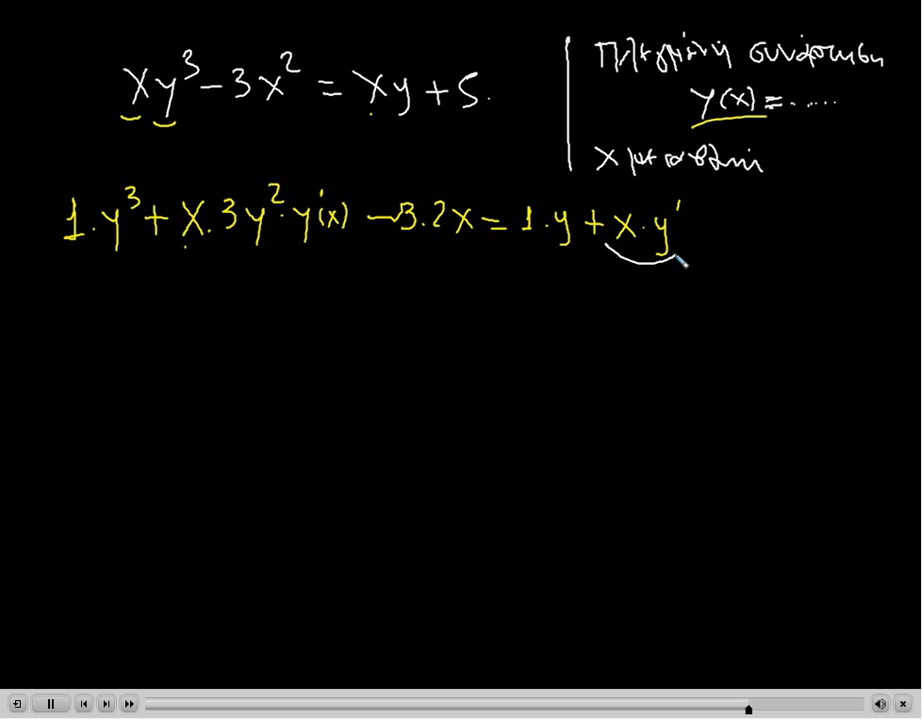 xy³ - 3x² = xy + 5.
Πλεγμένη συνάρτηση
y(x) = ......
x μεταβλητή
1.y³ + x.3y².y'(x) - 3.2x = 1.y + x.y'